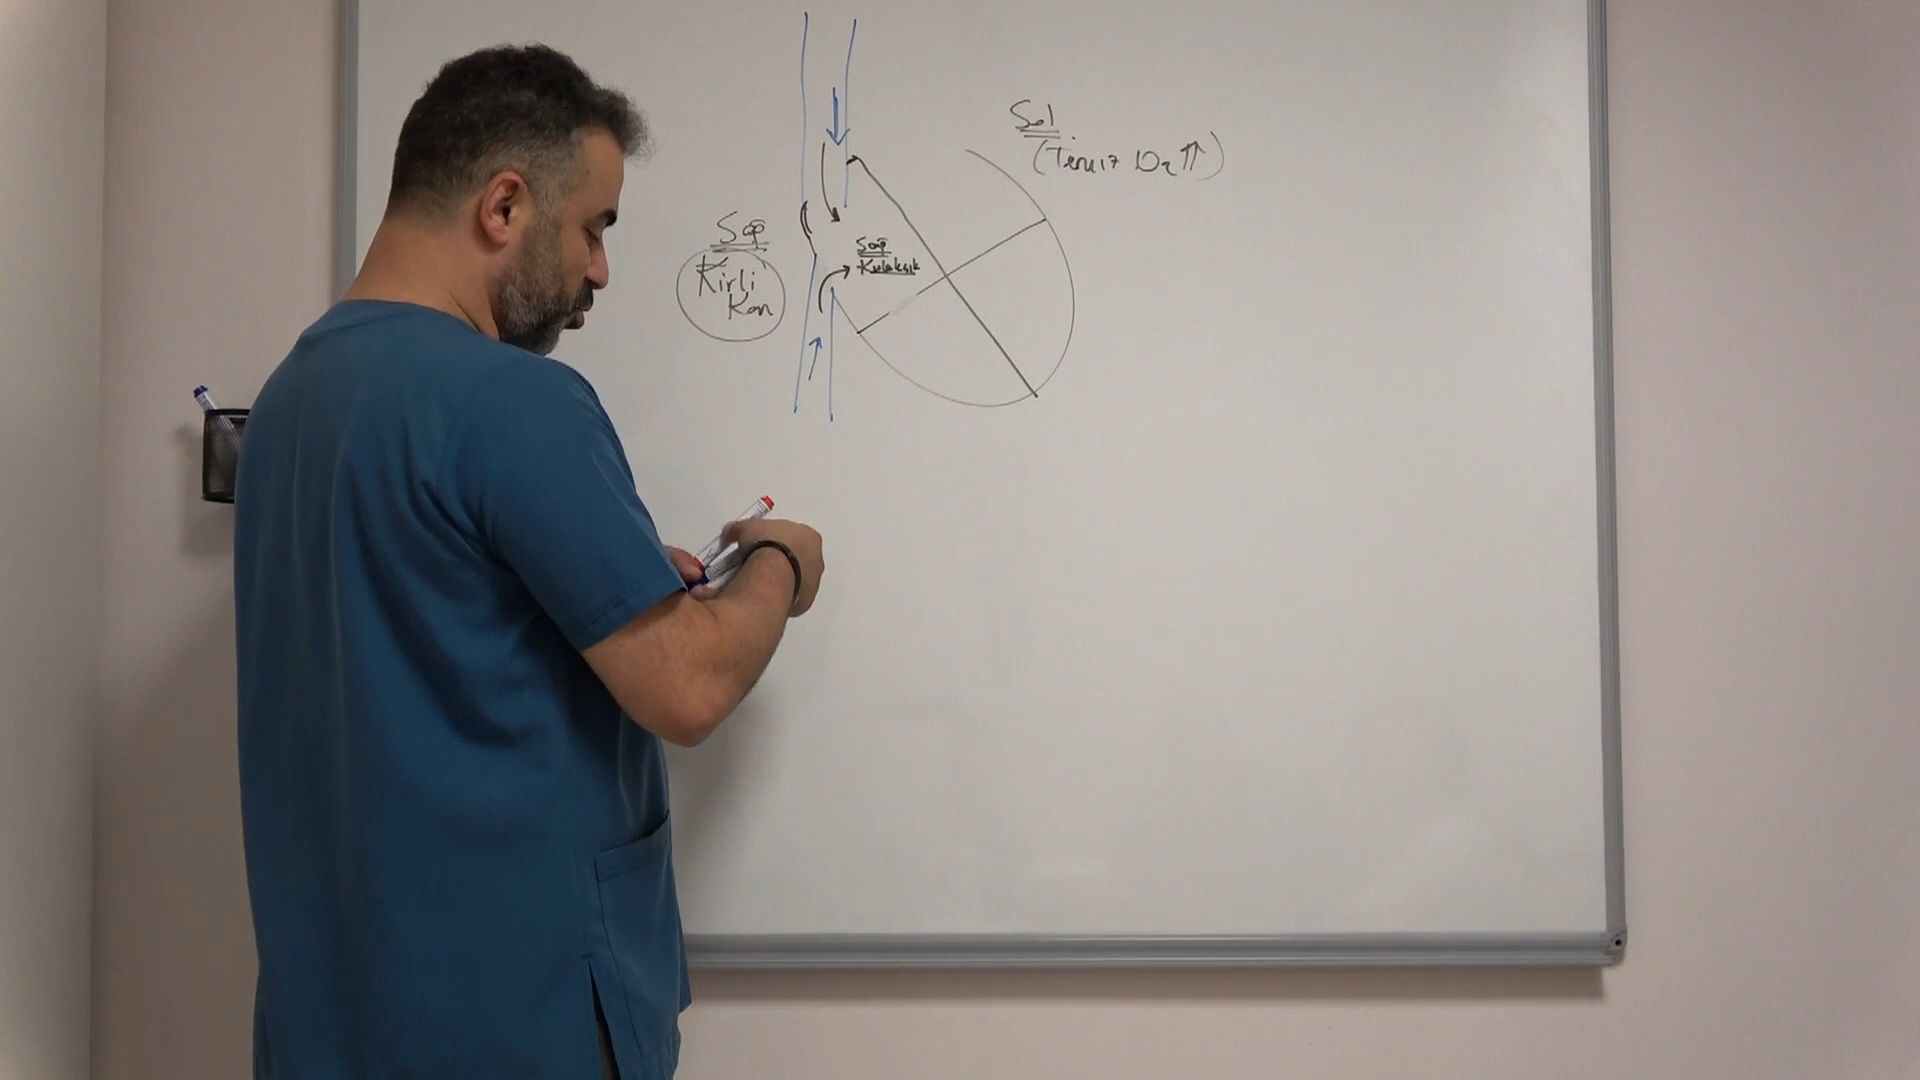 Sol
(Temiz O₂ ⇈)
Sağ
Kirli
Kan
Sağ
Kulakçık